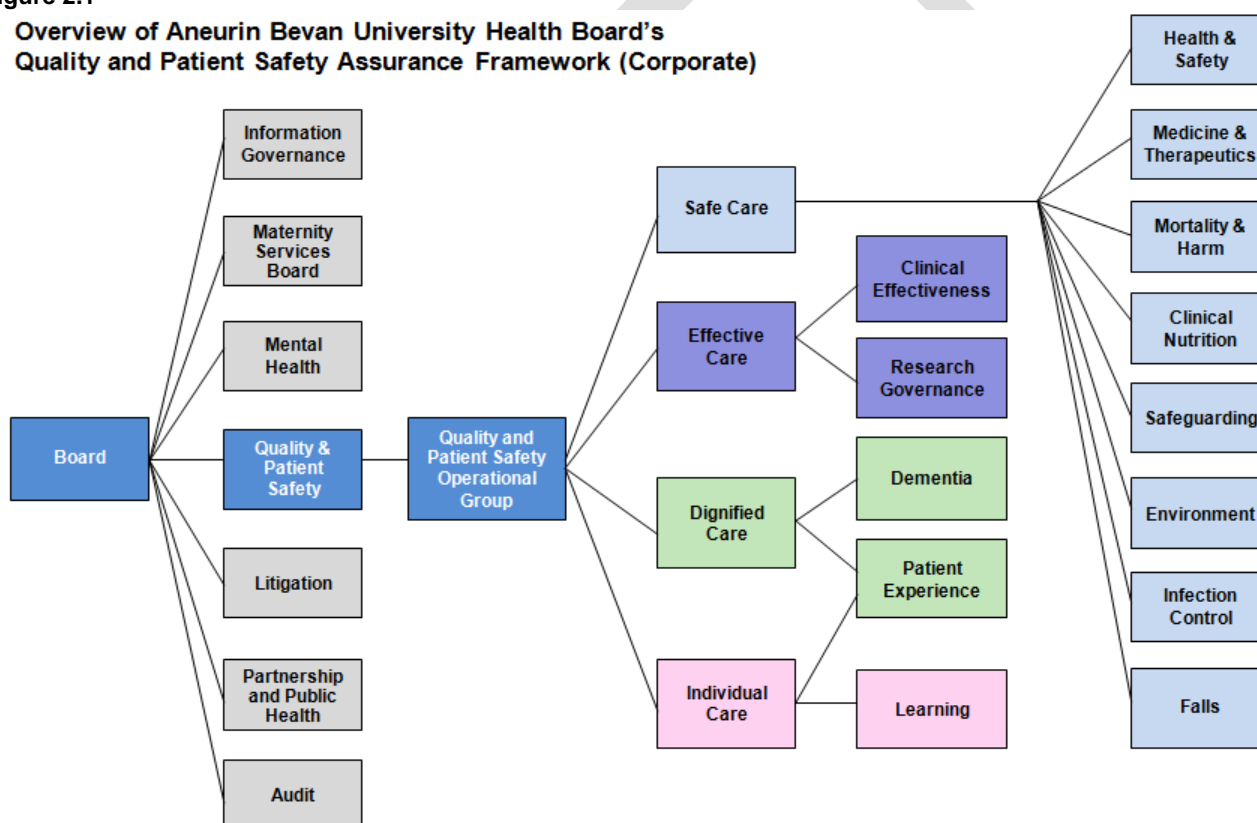 Figure 2.1
Overview of Aneurin Bevan University Health Board's
Quality and Patient Safety Assurance Framework (Corporate)
Board
Information
Governance
Maternity
Services
Board
Mental
Health
Quality &
Patient
Safety
Litigation
Partnership
and Public
Health
Audit
Quality and
Patient Safety
Operational
Group
Safe Care
Effective
Care
Dignified
Care
Individual
Care
Clinical
Effectiveness
Research
Governance
Dementia
Patient
Experience
Learning
Health &
Safety
Medicine &
Therapeutics
Mortality &
Harm
Clinical
Nutrition
Safeguarding
Environment
Infection
Control
Falls